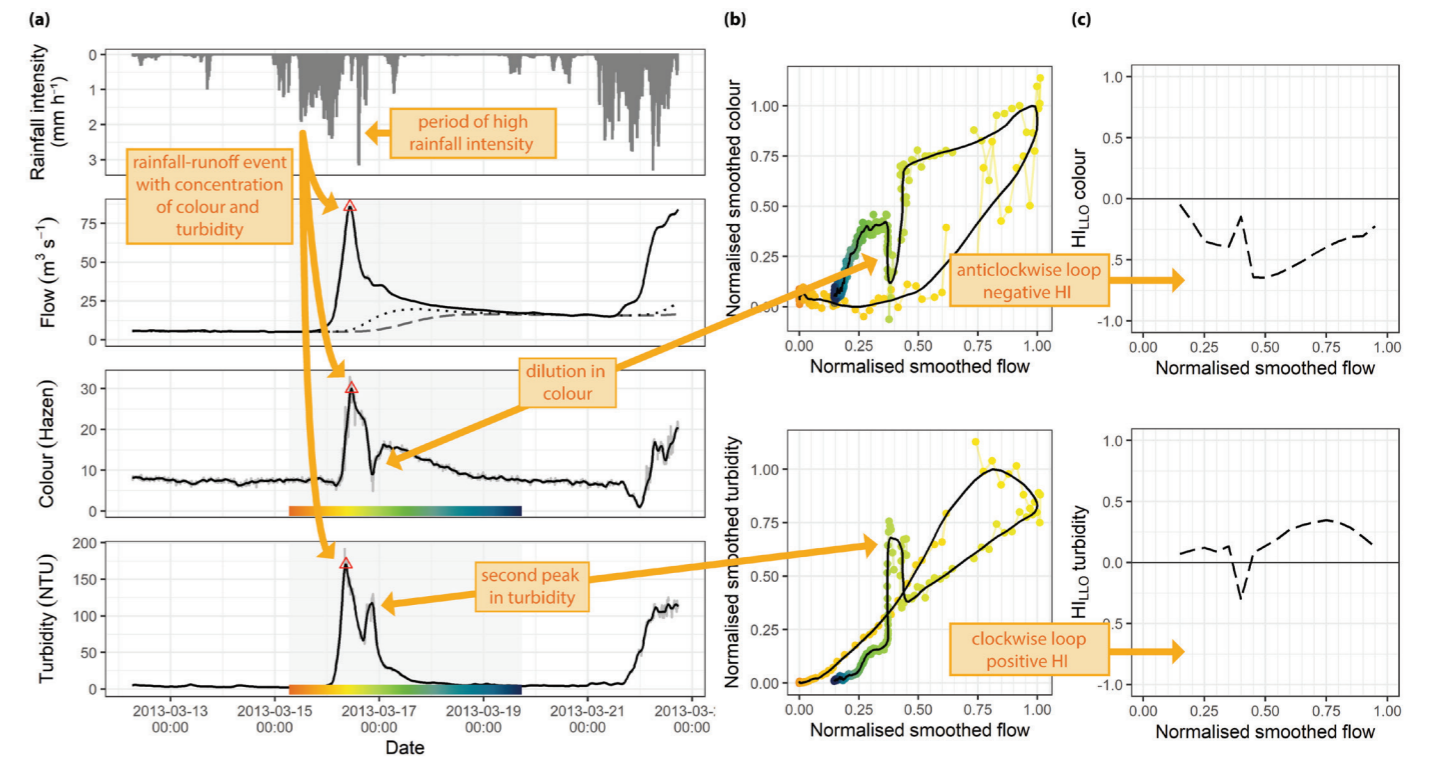 (a)
Rainfall intensity
(mm h⁻¹)
0
1
2
3
period of high
rainfall intensity
rainfall-runoff event
with concentration
of colour and
turbidity
Flow (m³ s⁻¹)
75
50
25
0
Colour (Hazen)
30
20
10
0
dilution in
colour
Turbidity (NTU)
200
150
100
50
0
second peak
in turbidity
2013-03-13
00:00
2013-03-15
00:00
2013-03-17
00:00
2013-03-19
00:00
2013-03-21
00:00
2013-03-
00:00
Date
(b)
Normalised smoothed colour
1.00
0.75
0.50
0.25
0.00
0.00
0.25
0.50
0.75
1.00
Normalised smoothed flow
Normalised smoothed turbidity
1.00
0.75
0.50
0.25
0.00
0.00
0.25
0.50
0.75
1.00
Normalised smoothed flow
(c)
HI_LLO colour
1.0
0.5
0.0
.5
-1.0
anticlockwise loop
negative HI
0.00
0.25
0.50
0.75
1.00
Normalised smoothed flow
HI_LLO turbidity
1.0
0.5
0.0
0.5
-1.0
clockwise loop
positive HI
0.00
0.25
0.50
0.75
1.00
Normalised smoothed flow